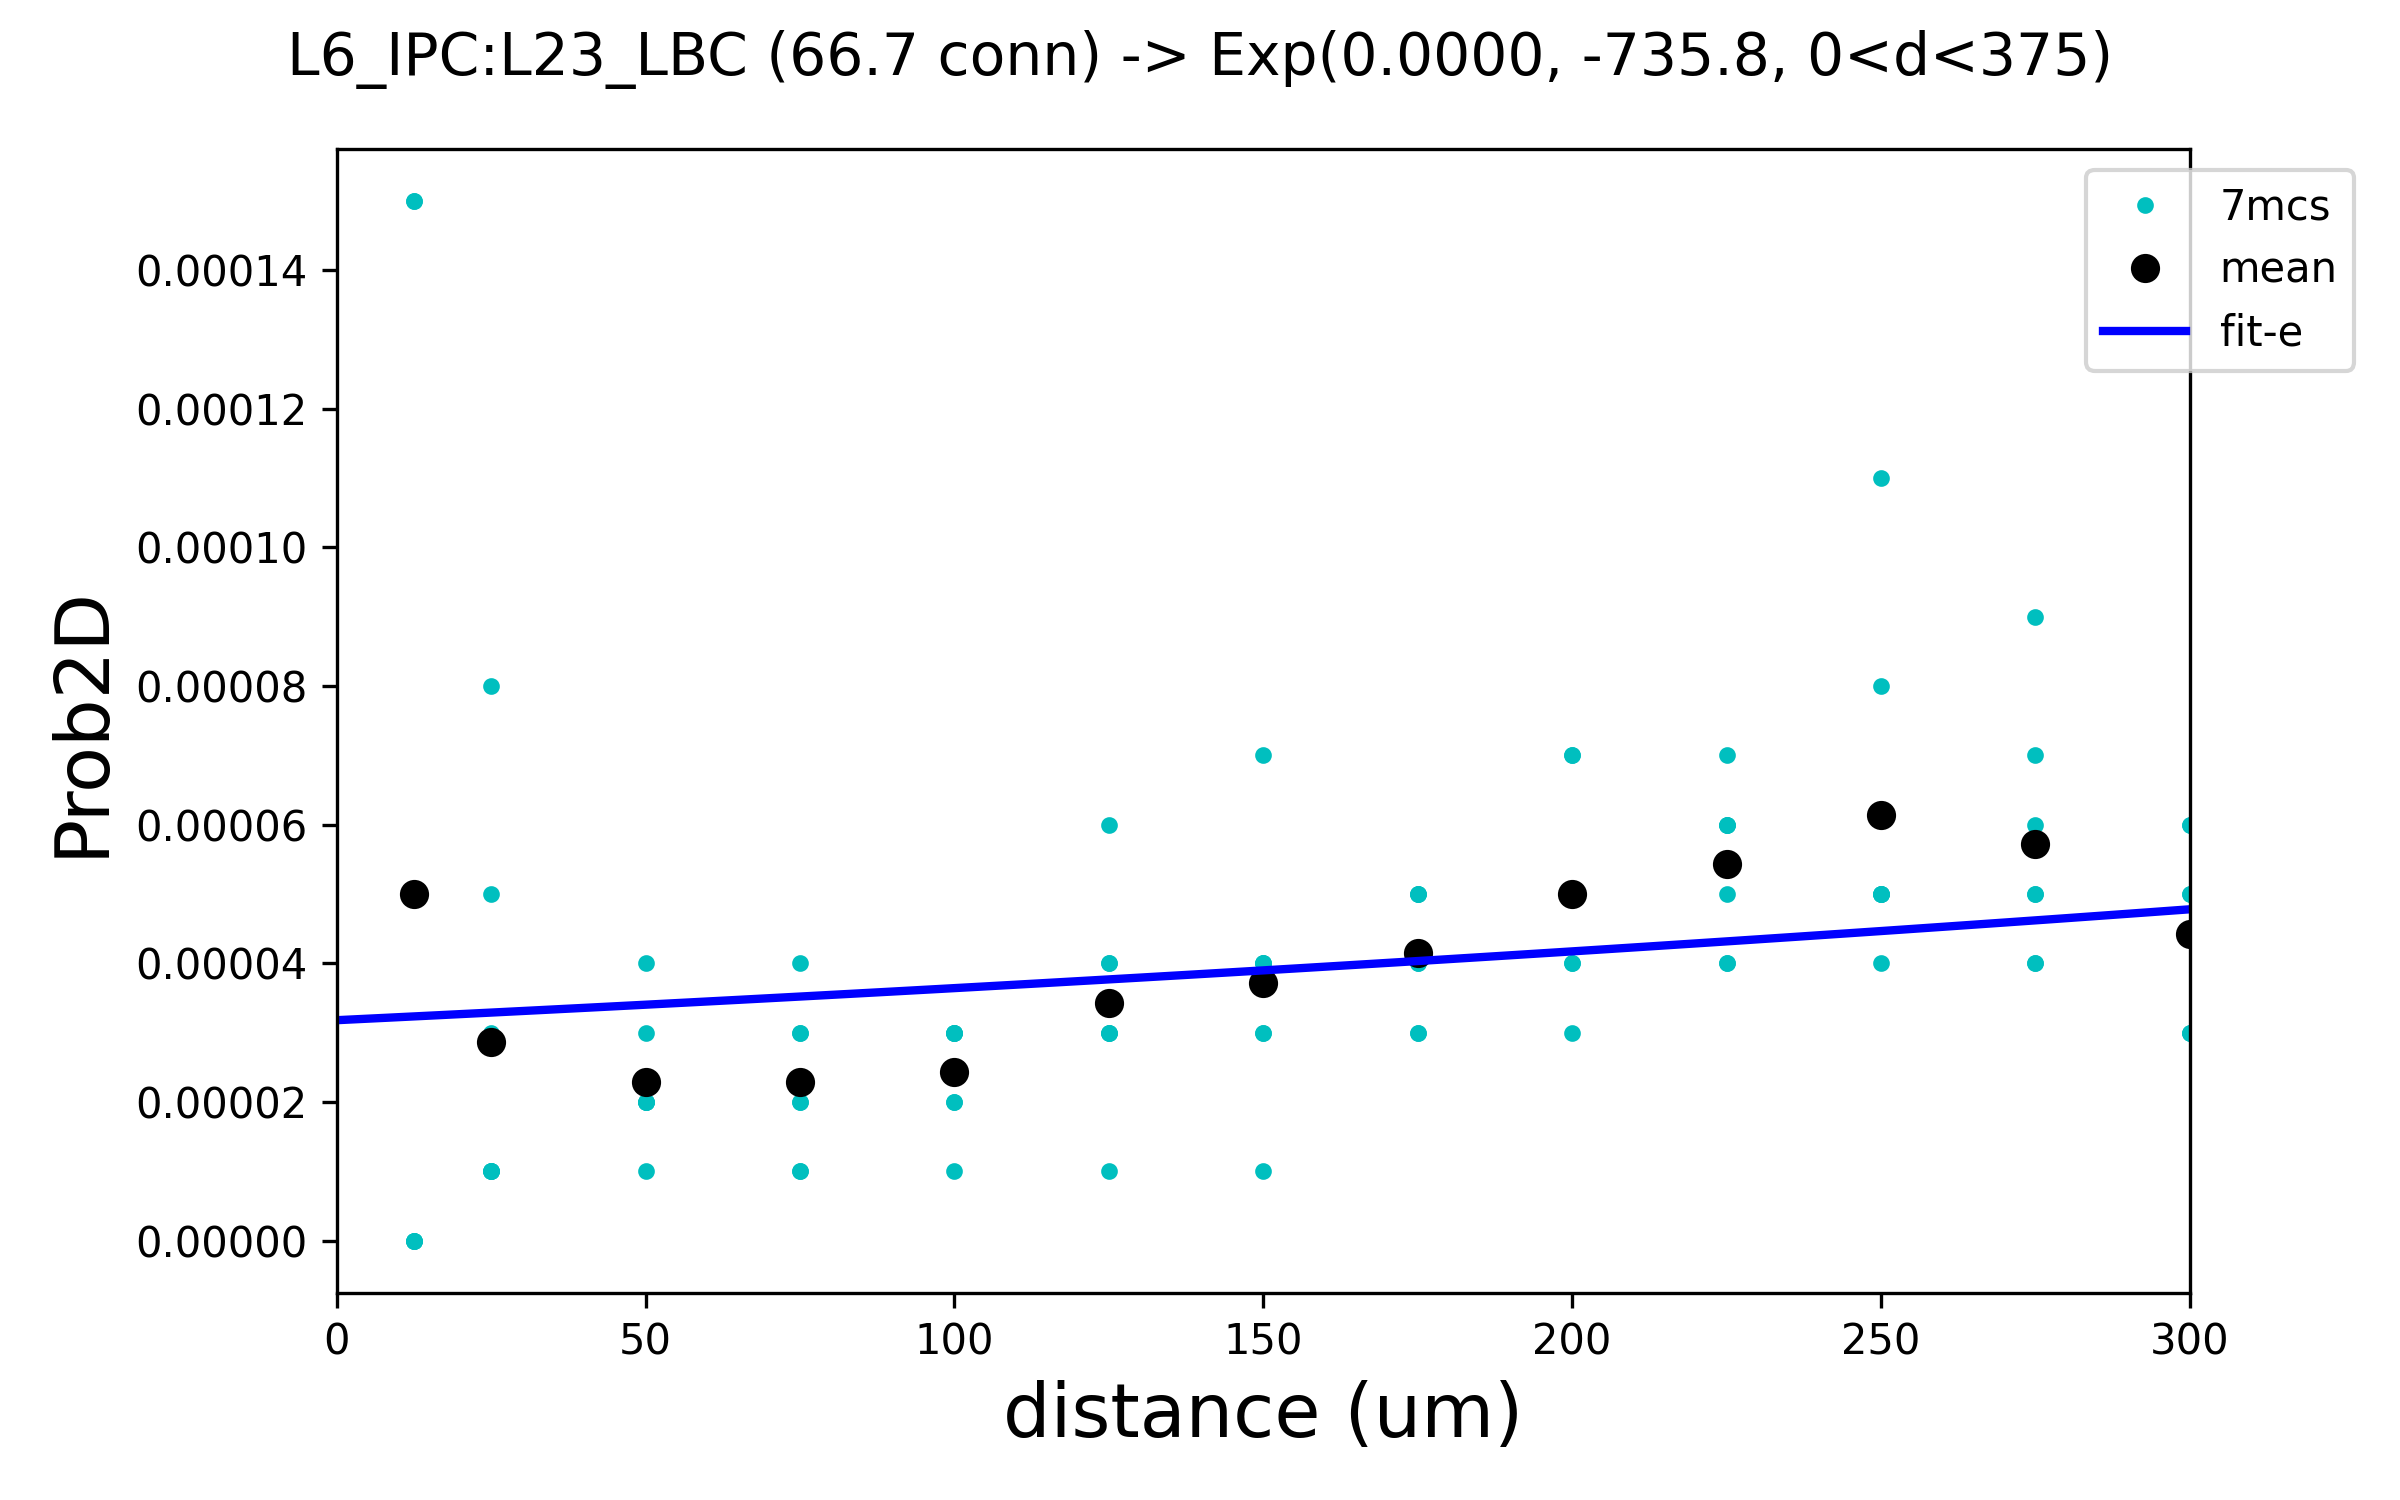 L6_IPC:L23_LBC (66.7 conn) -> Exp(0.0000, -735.8, 0<d<375)
7mcs
mean
fit-e
Prob2D
0.00014
0.00012
0.00010
0.00008
0.00006
0.00004
0.00002
0.00000
0 50 100 150 200 250 300
distance (um)